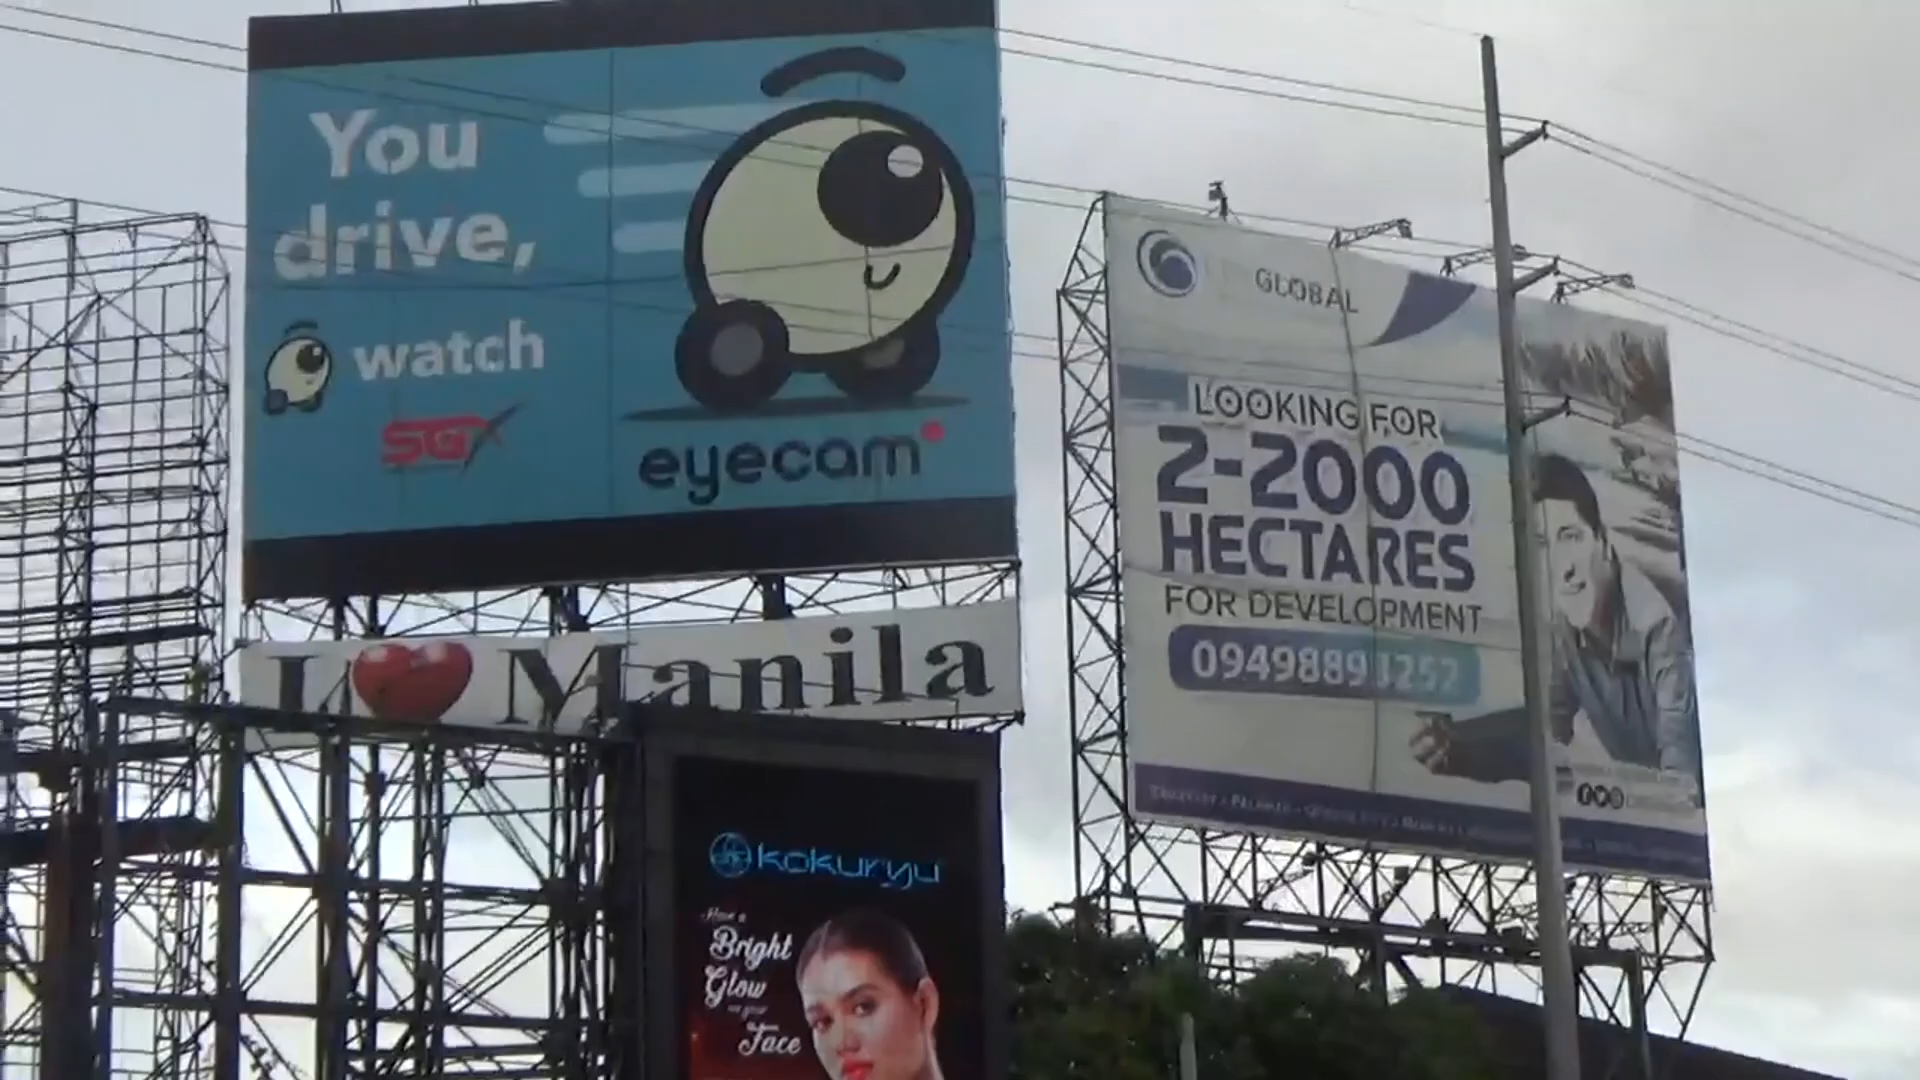 You
drive,
watch
SGX
eyecam
I Manila
kokuryu
Have a
Bright
Glow
on your
Face
GLOBAL
LOOKING FOR
2-2000
HECTARES
FOR DEVELOPMENT